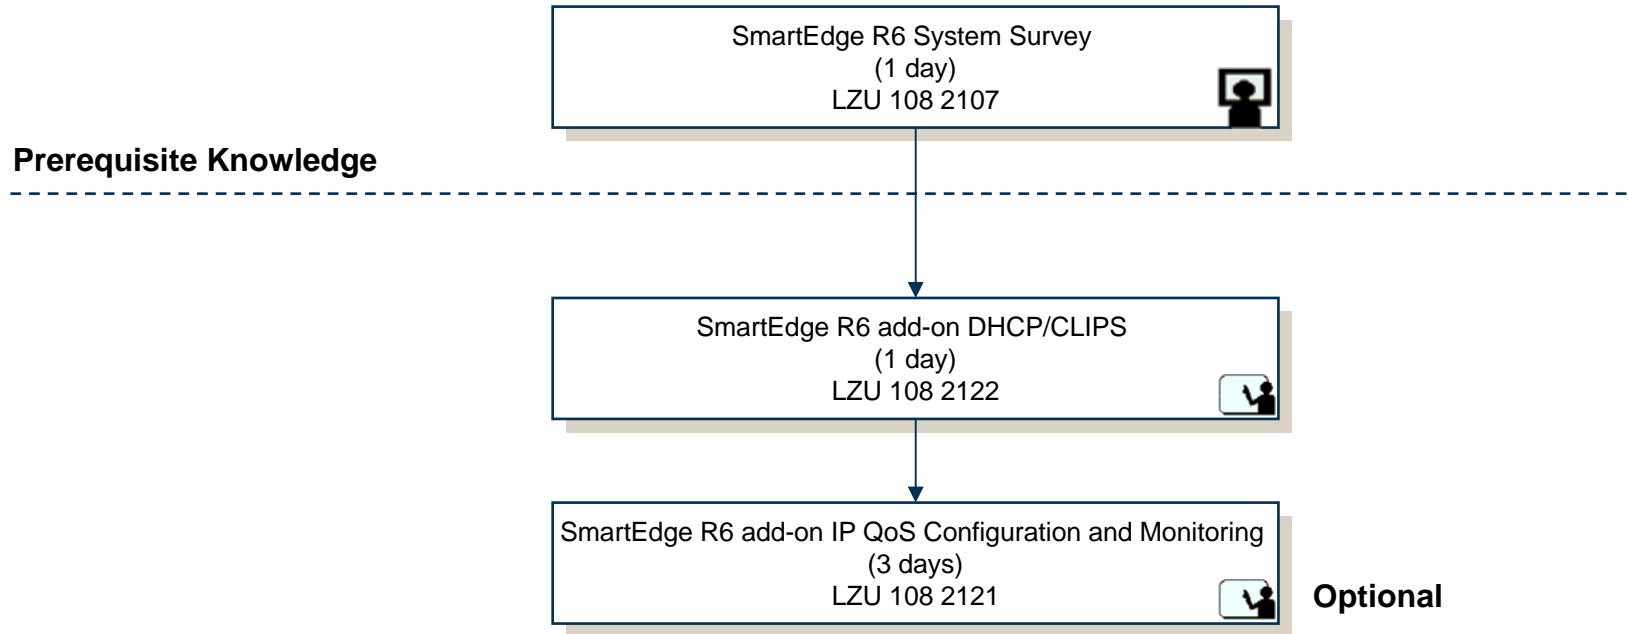 SmartEdge R6 System Survey
(1 day)
LZU 108 2107
Prerequisite Knowledge
SmartEdge R6 add-on DHCP/CLIPS
(1 day)
LZU 108 2122
SmartEdge R6 add-on IP QoS Configuration and Monitoring
(3 days)
LZU 108 2121
Optional